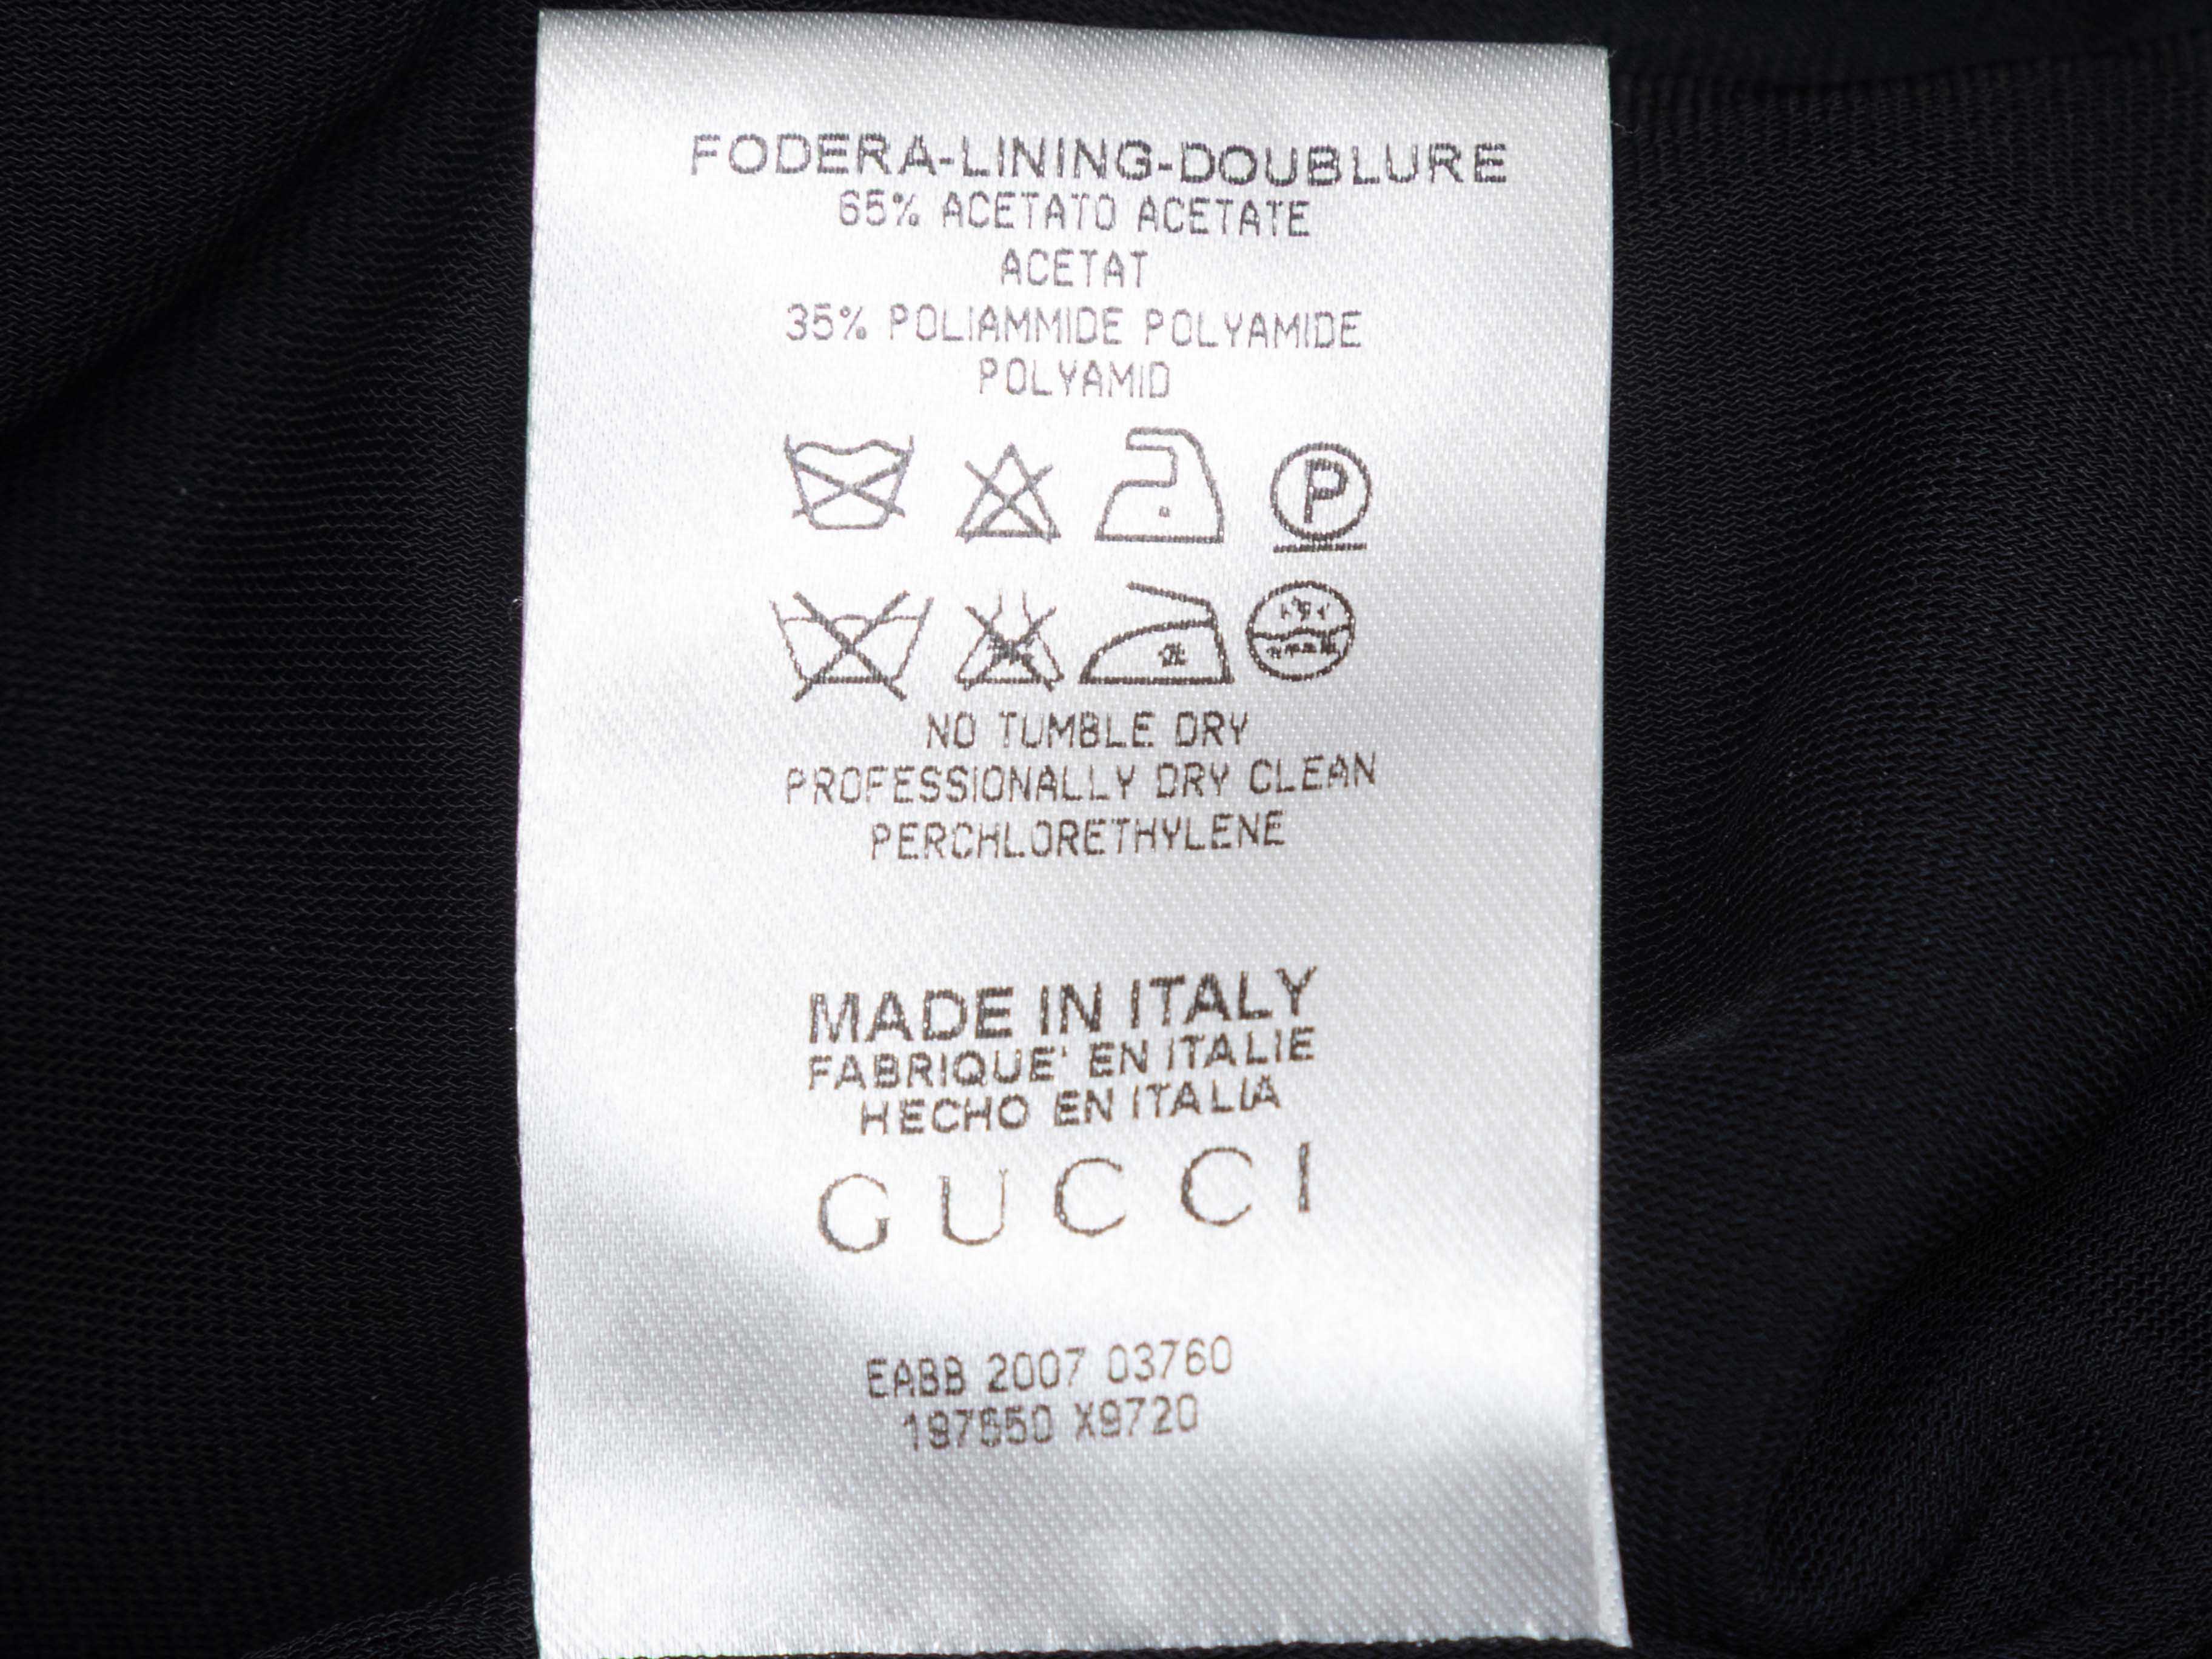 FODERA-LINING-DOUBLURE
65% ACETATO ACETATE
ACETAT
35% POLIAMMIDE POLYAMIDE
POLYAMID
P
NO TUMBLE DRY
PROFESSIONALLY DRY CLEAN
PERCHLORETHYLENE
MADE IN ITALY
FABRIQUE' EN ITALIE
HECHO EN ITALIA
GUCCI
EABB 2007 03760
X9720